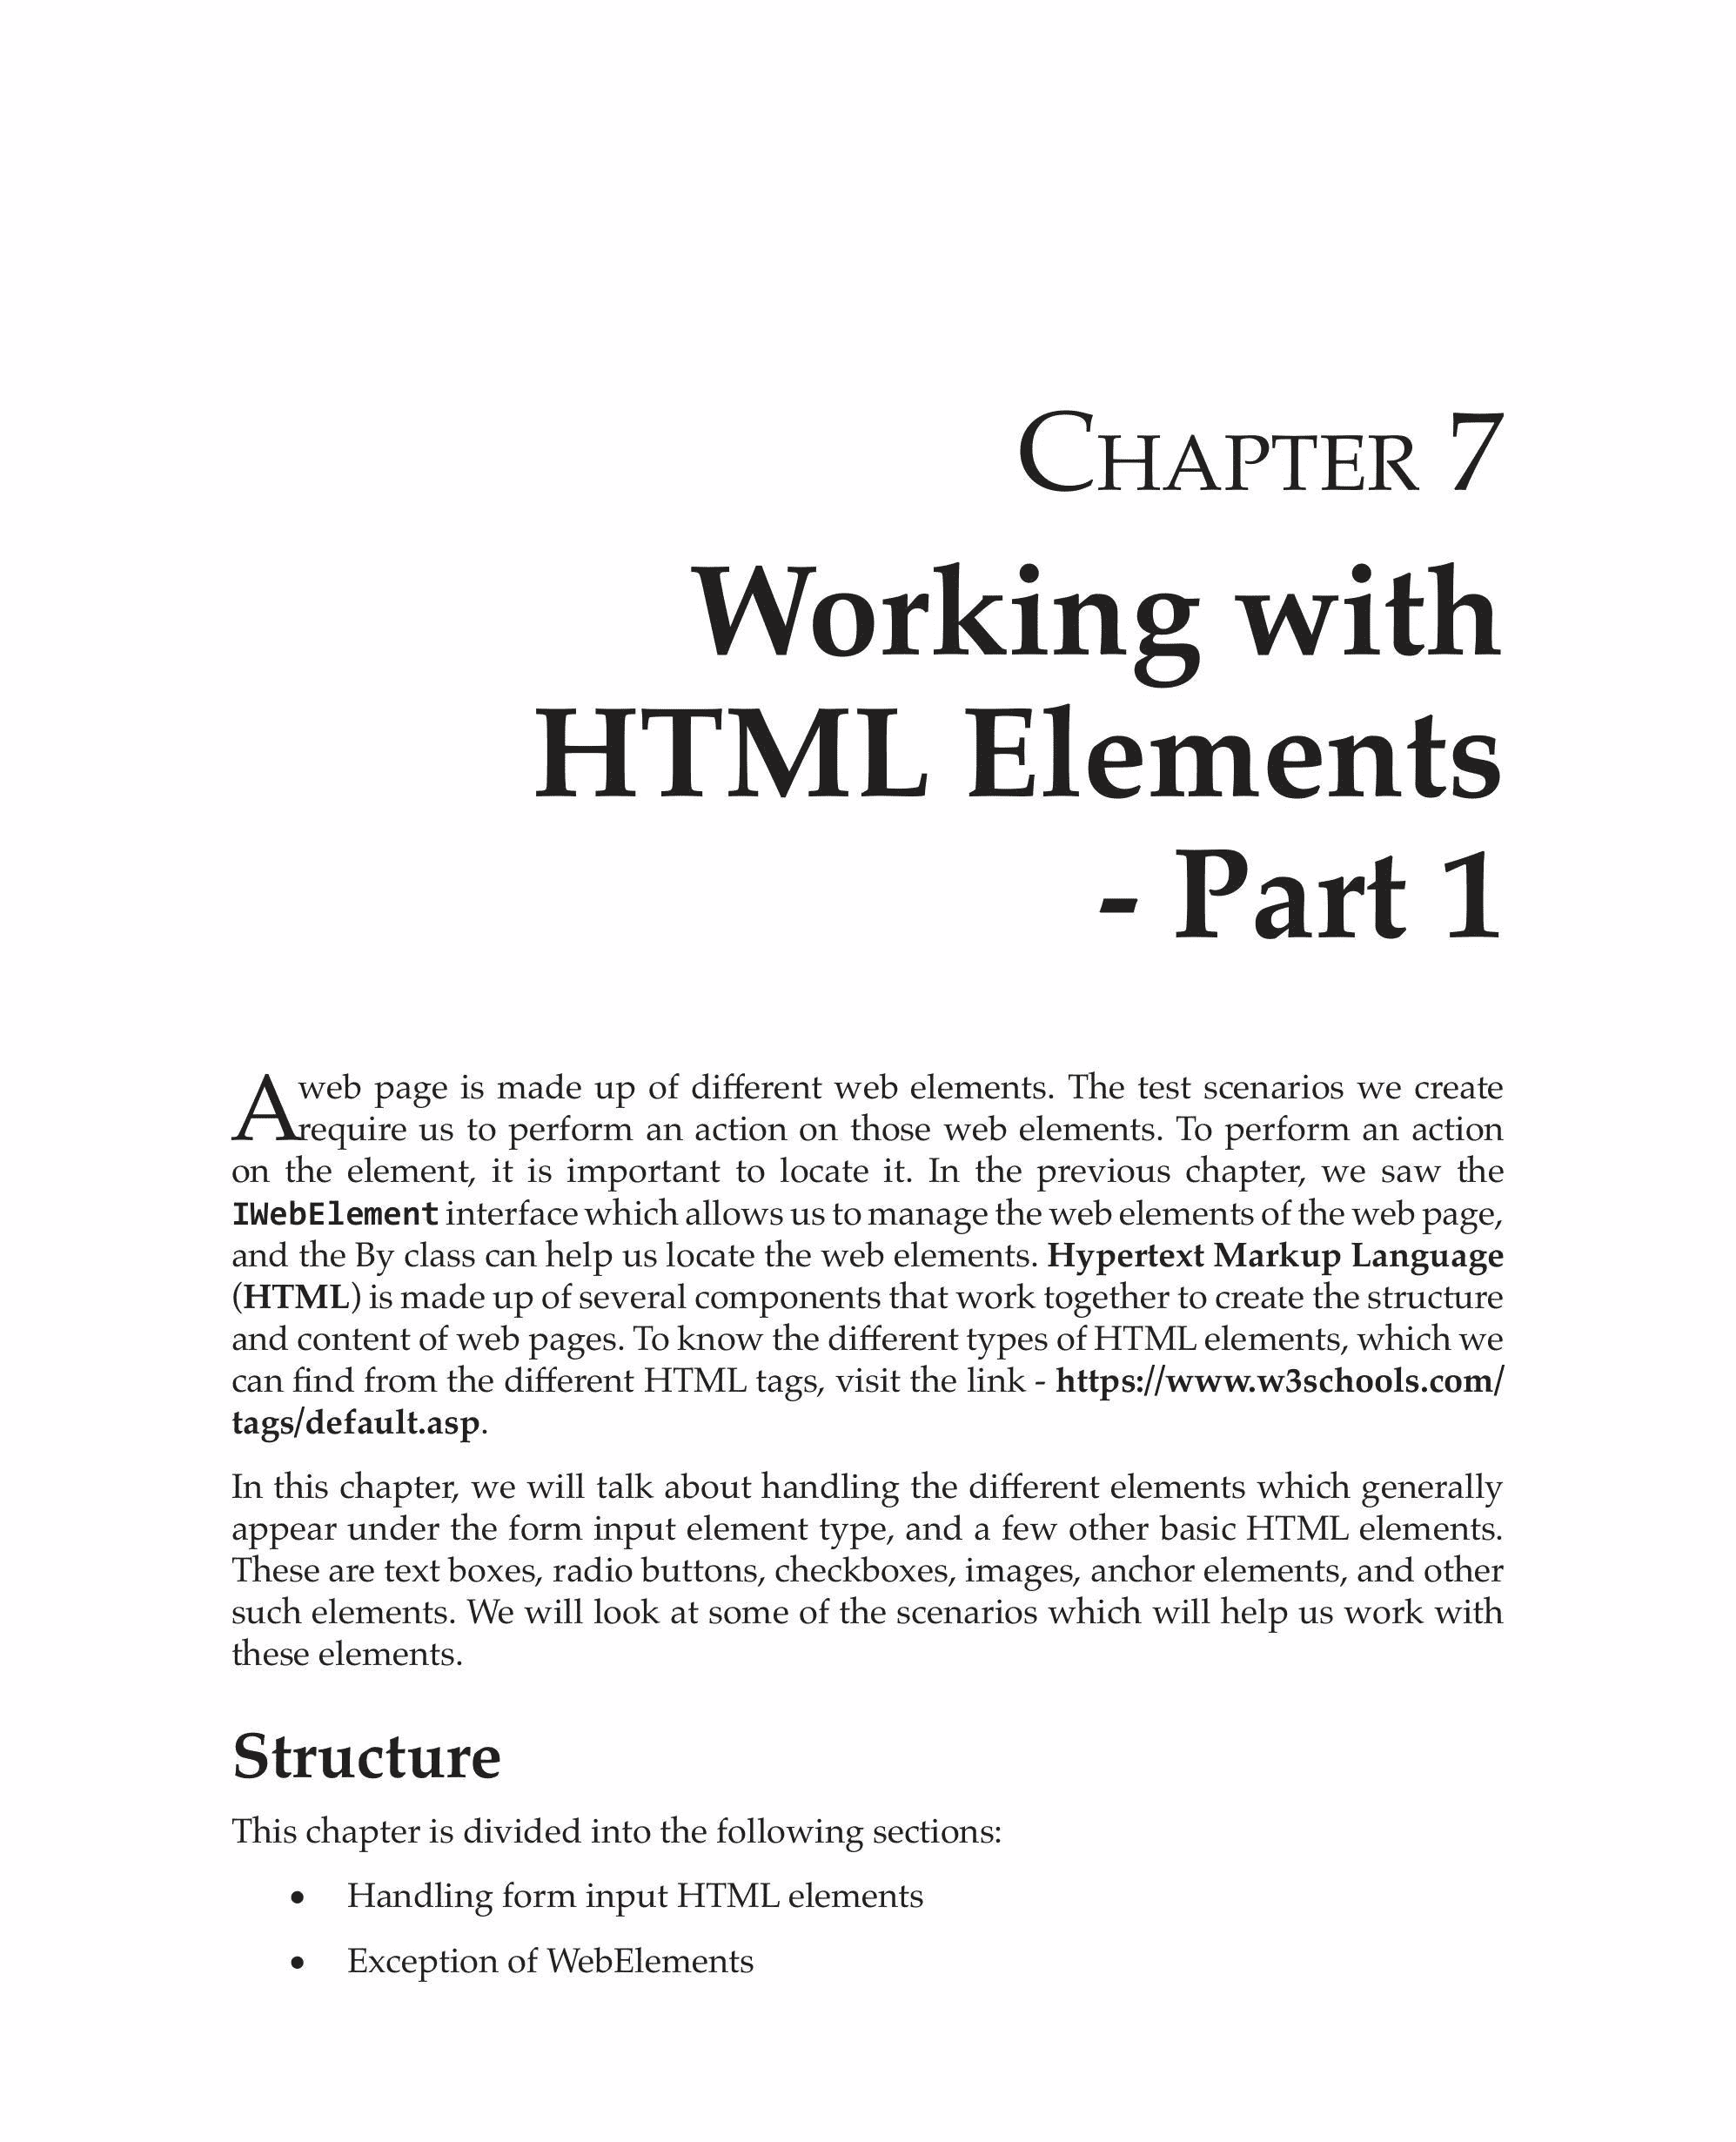 CHAPTER 7
Working with
HTML Elements
- Part 1
A web page is made up of different web elements. The test scenarios we create
require us to perform an action on those web elements. To perform an action
on the element, it is important to locate it. In the previous chapter, we saw the
IWebElement interface which allows us to manage the web elements of the web page,
and the By class can help us locate the web elements. Hypertext Markup Language
(HTML) is made up of several components that work together to create the structure
and content of web pages. To know the different types of HTML elements, which we
can find from the different HTML tags, visit the link - https://www.w3schools.com/
tags/default.asp.
In this chapter, we will talk about handling the different elements which generally
appear under the form input element type, and a few other basic HTML elements.
These are text boxes, radio buttons, checkboxes, images, anchor elements, and other
such elements. We will look at some of the scenarios which will help us work with
these elements.
Structure
This chapter is divided into the following sections:
• Handling form input HTML elements
• Exception of WebElements